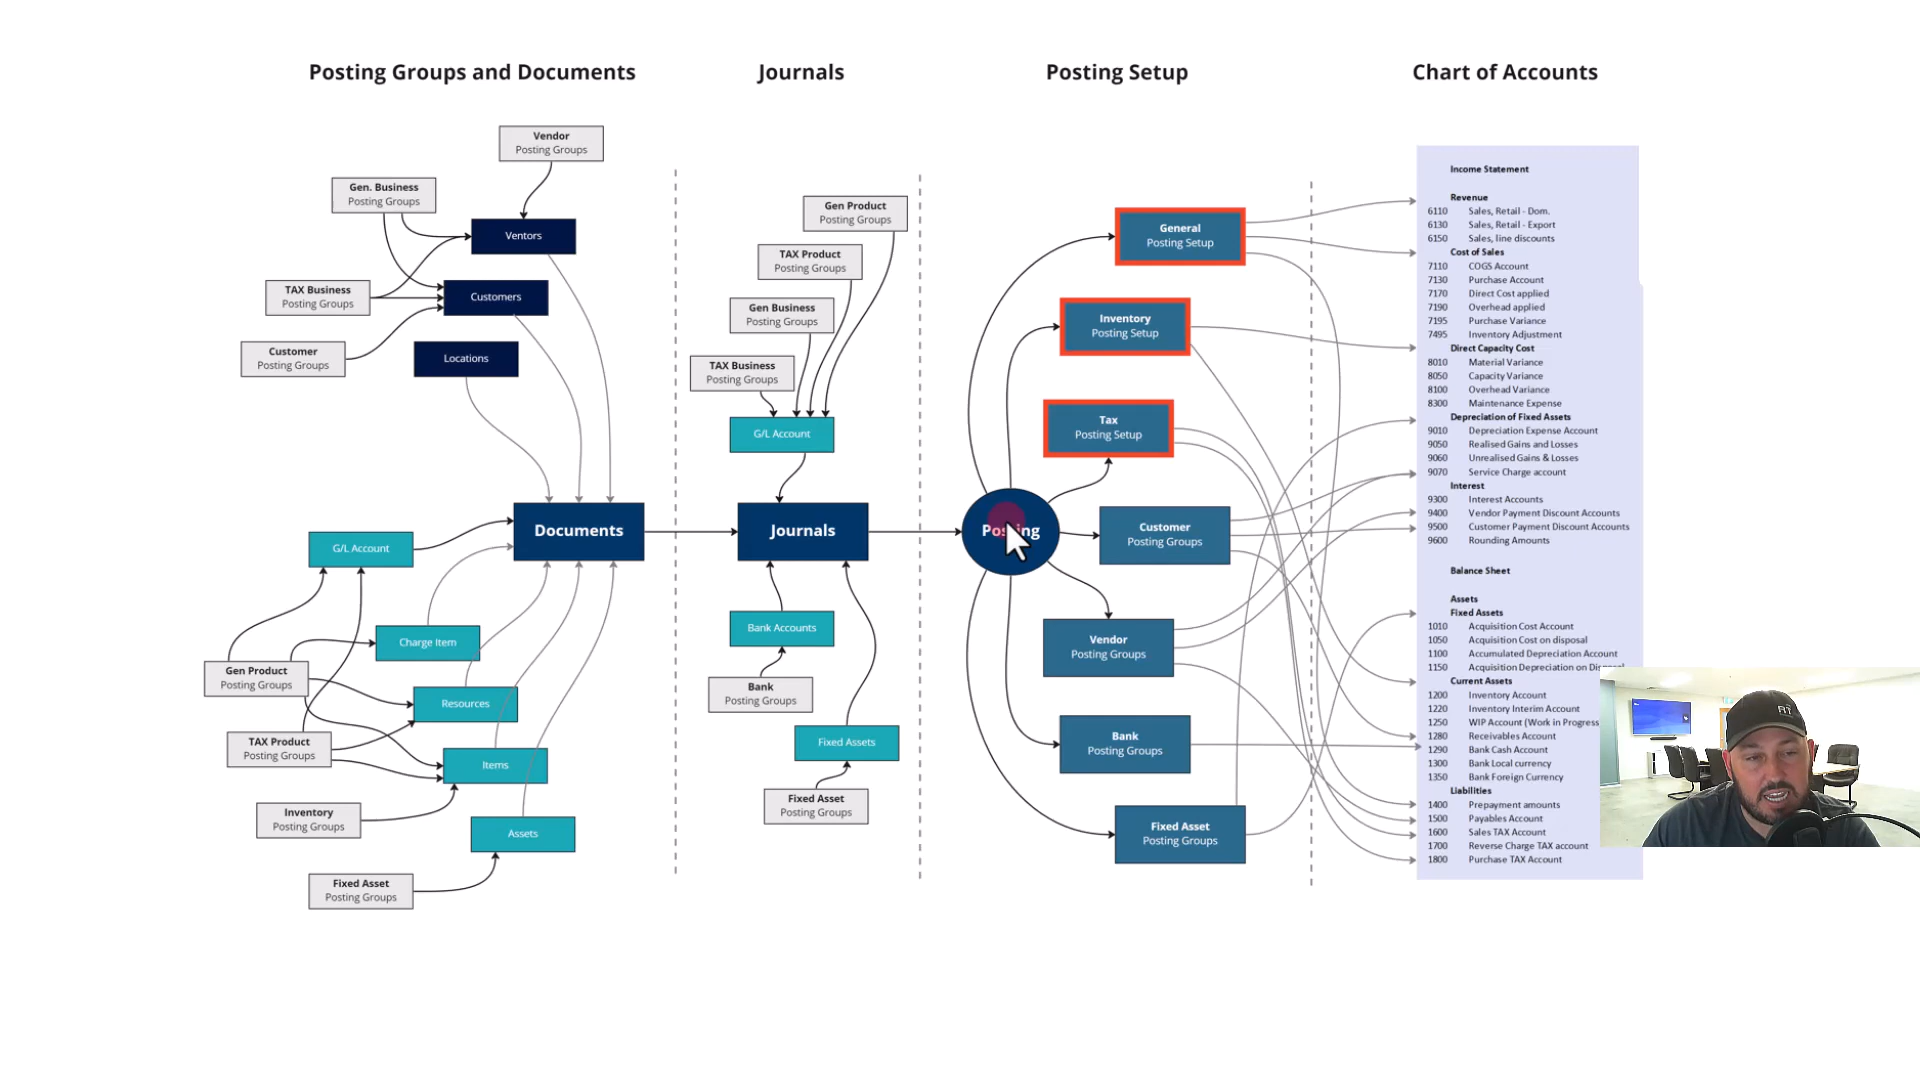 Posting Groups and Documents
Journals
Posting Setup
Chart of Accounts
Vendor
Posting Groups
Gen. Business
Posting Groups
Ventors
TAX Business
Posting Groups
Customers
Customer
Posting Groups
Locations
Documents
G/L Account
Charge Item
Gen Product
Posting Groups
Resources
TAX Product
Posting Groups
Items
Inventory
Posting Groups
Assets
Fixed Asset
Posting Groups
Gen Product
Posting Groups
TAX Product
Posting Groups
Gen Business
Posting Groups
TAX Business
Posting Groups
G/L Account
Journals
Bank Accounts
Bank
Posting Groups
Fixed Assets
Fixed Asset
Posting Groups
Posting
General
Posting Setup
Inventory
Posting Setup
Tax
Posting Setup
Customer
Posting Groups
Vendor
Posting Groups
Bank
Posting Groups
Fixed Asset
Posting Groups
Income Statement
Revenue
6110 Sales, Retail - Dom.
6130 Sales, Retail - Export
6150 Sales, line discounts
Cost of Sales
7110 COGS Account
7130 Purchase Account
7170 Direct Cost applied
7190 Overhead applied
7195 Purchase Variance
7495 Inventory Adjustment
Direct Capacity Cost
8010 Material Variance
8050 Capacity Variance
8100 Overhead Variance
8300 Maintenance Expense
Depreciation of Fixed Assets
9010 Depreciation Expense Account
9050 Realised Gains and Losses
9060 Unrealised Gains & Losses
9070 Service Charge account
Interest
9300 Interest Accounts
9400 Vendor Payment Discount Accounts
9500 Customer Payment Discount Accounts
9600 Rounding Amounts
Balance Sheet
Assets
Fixed Assets
1010 Acquisition Cost Account
1050 Acquisition Cost on disposal
1100 Accumulated Depreciation Account
1150 Acquisition Depreciation on
Current Assets
1200 Inventory Account
1220 Inventory Interim Account
1250 WIP Account (Work in Progress
1280 Receivables Account
1290 Bank Cash Account
1300 Bank Local currency
1350 Bank Foreign Currency
Liabilities
1400 Prepayment amounts
1500 Payables Account
1600 Sales TAX Account
1700 Reverse Charge TAX account
1800 Purchase TAX Account